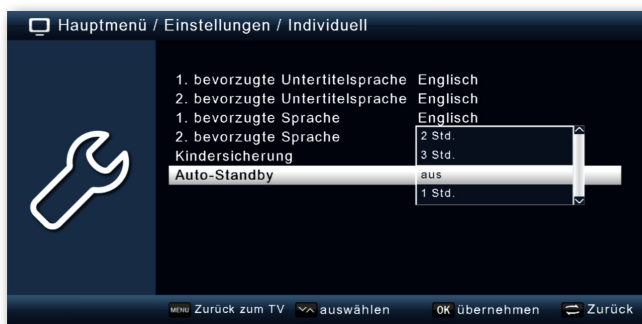 Hauptmenü / Einstellungen / Individuell
1. bevorzugte Untertitelsprache Englisch
2. bevorzugte Untertitelsprache Englisch
1. bevorzugte Sprache Englisch
2. bevorzugte Sprache
2 Std.
Kindersicherung
3 Std.
Auto-Standby aus
1 Std.
MENU Zurück zum TV auswählen OK übernehmen Zurück